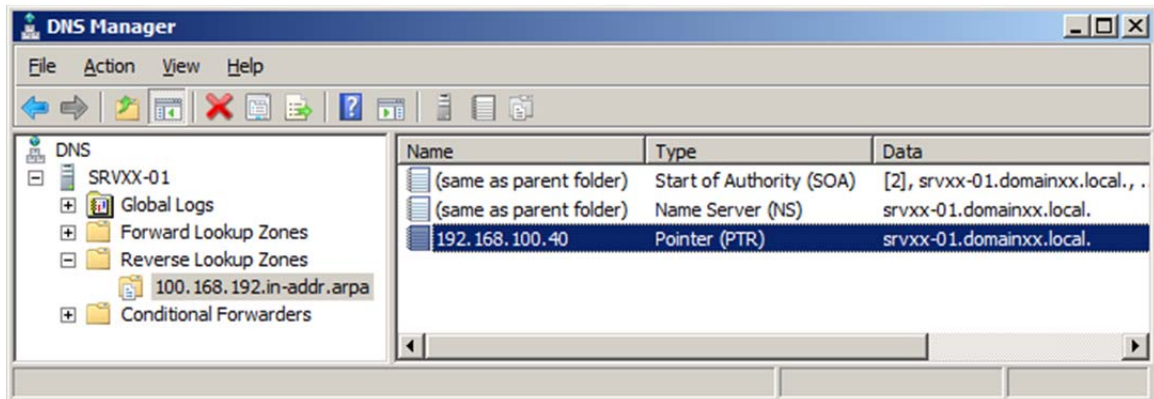 DNS Manager
File Action View Help
DNS
SRVXX-01
Global Logs
Forward Lookup Zones
Reverse Lookup Zones
100.168.192.in-addr.arpa
Conditional Forwarders
Name Type Data
(same as parent folder) Start of Authority (SOA) [2], srvxx-01.domainxx.local., .
(same as parent folder) Name Server (NS) srvxx-01.domainxx.local.
192.168.100.40 Pointer (PTR) srvxx-01.domainxx.local.